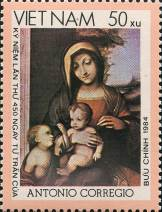 VIETNAM 50 XU
KỶ NIỆM LẦN THỨ 450 NGÀY TỪ TRẦN CỦA
BƯU CHÍNH 1984
ANTONIO CORREGIO